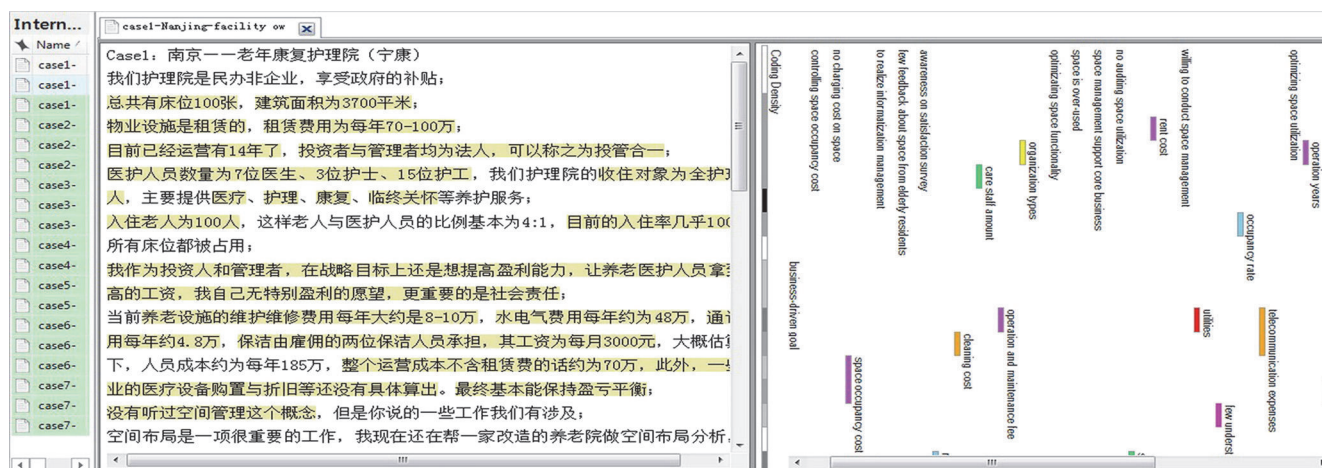 Intern...
Name
case1-
case1-
case1-
case2-
case2-
case2-
case3-
case3-
case3-
case4-
case4-
case5-
case5-
case6-
case6-
case6-
case7-
case7-
case7-
case1-Nanjing-facility ow
Case1：南京——老年康复护理院（宁康）
我们护理院是民办非企业，享受政府的补贴；
总共有床位100张，建筑面积为3700平米；
物业设施是租赁的，租赁费用为每年70-100万；
目前已经运营有14年了，投资者与管理者均为法人，可以称之为投管合一；
医护人员数量为7位医生、3位护士、15位护工，我们护理院的收住对象为全护理
人，主要提供医疗、护理、康复、临终关怀等养护服务；
入住老人为100人，这样老人与医护人员的比例基本为4:1，目前的入住率几乎100
所有床位都被占用；
我作为投资人和管理者，在战略目标上还是想提高盈利能力，让养老医护人员拿到
高的工资，我自己无特别盈利的愿望，更重要的是社会责任；
当前养老设施的维护维修费用每年大约是8-10万，水电气费用每年约为48万，通讯
用每年约4.8万，保洁由雇佣的两位保洁人员承担，其工资为每月3000元，大概估算
下，人员成本约为每年185万，整个运营成本不含租赁费的话约为70万，此外，一些
业的医疗设备购置与折旧等还没有具体算出。最终基本能保持盈亏平衡；
没有听过空间管理这个概念，但是你说的一些工作我们有涉及；
空间布局是一项很重要的工作，我现在还在帮一家改造的养老院做空间布局分析，
operation years
optimizing space utilization
telecommunication expenses
occupancy rate
few underst
utilities
willing to conduct space management
rent cost
no auditing space utilization
space management support core business
space is over-used
optimizating space functionally
organization types
operation and maintenance fee
care stall amount
cleaning cost
awareness on satisfaction survey
few feedback about space from elderly residents
to realize informatization management
space occupancy cost
no charging cost on space
controlling space occupancy cost
business-driven goal
Coding Density